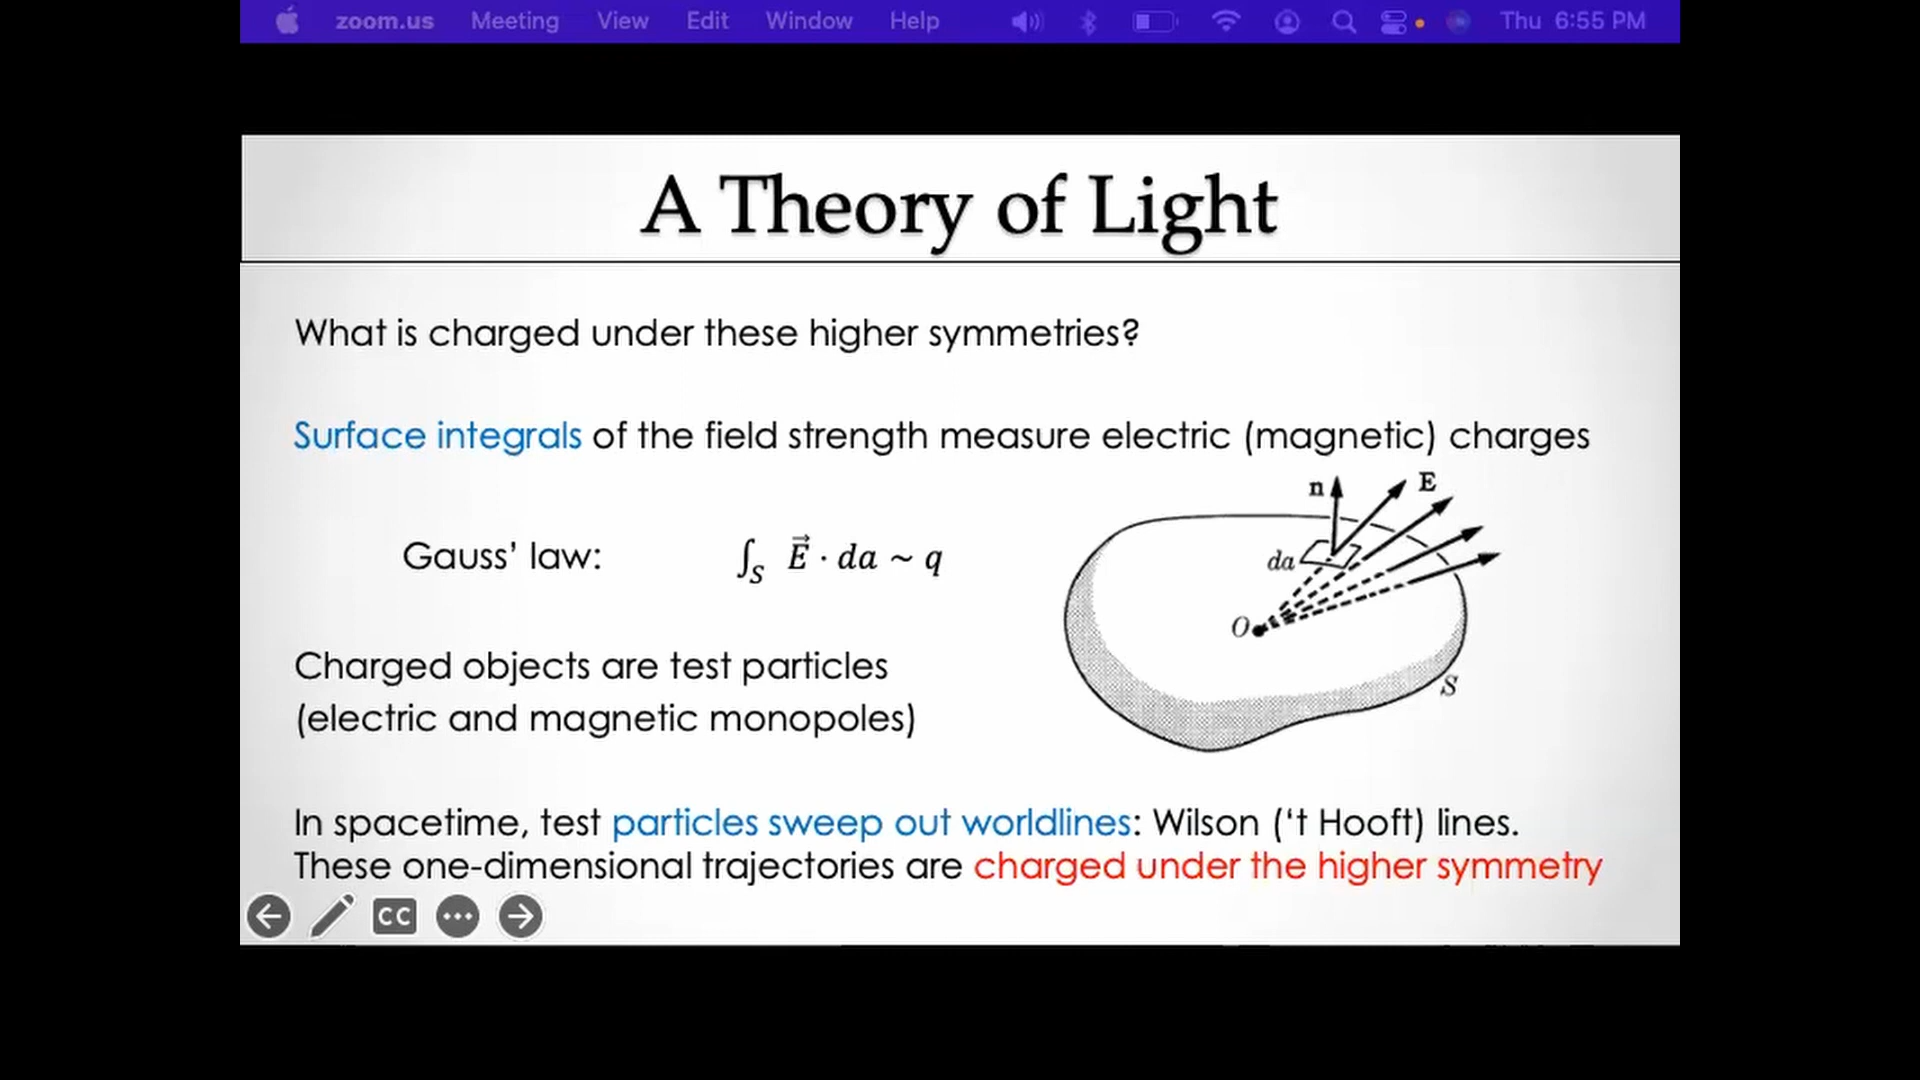 zoom.us Meeting View Edit Window Help Thu 6:55 PM
A Theory of Light
What is charged under these higher symmetries?
Surface integrals of the field strength measure electric (magnetic) charges
n E
da
O
S
Gauss’ law: ∫_S E⃗ · da ~ q
Charged objects are test particles
(electric and magnetic monopoles)
In spacetime, test particles sweep out worldlines: Wilson (‘t Hooft) lines.
These one-dimensional trajectories are charged under the higher symmetry
CC